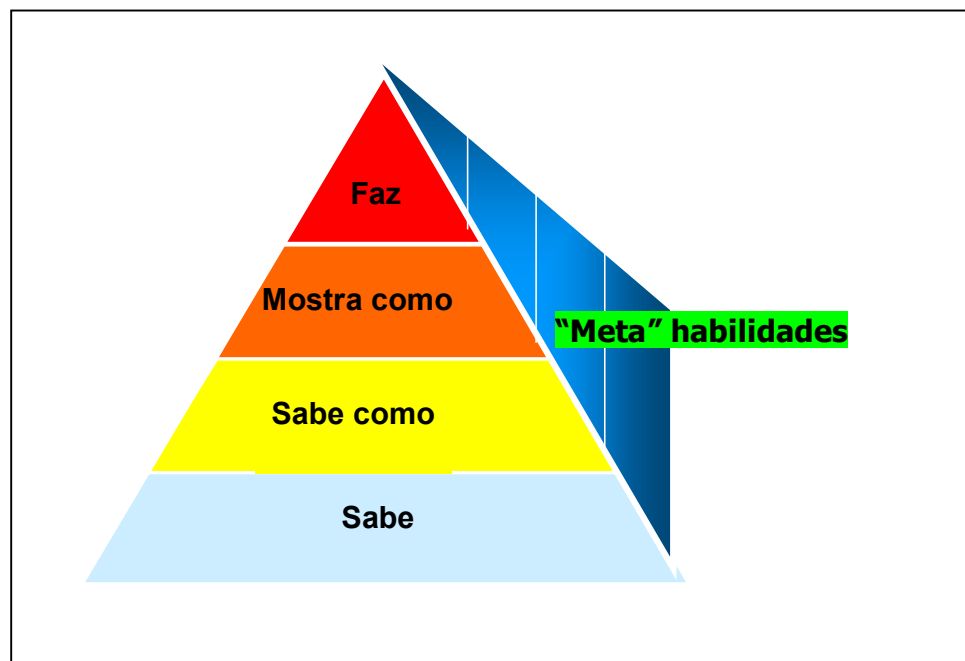 Faz
Mostra como
“Meta” habilidades
Sabe como
Sabe